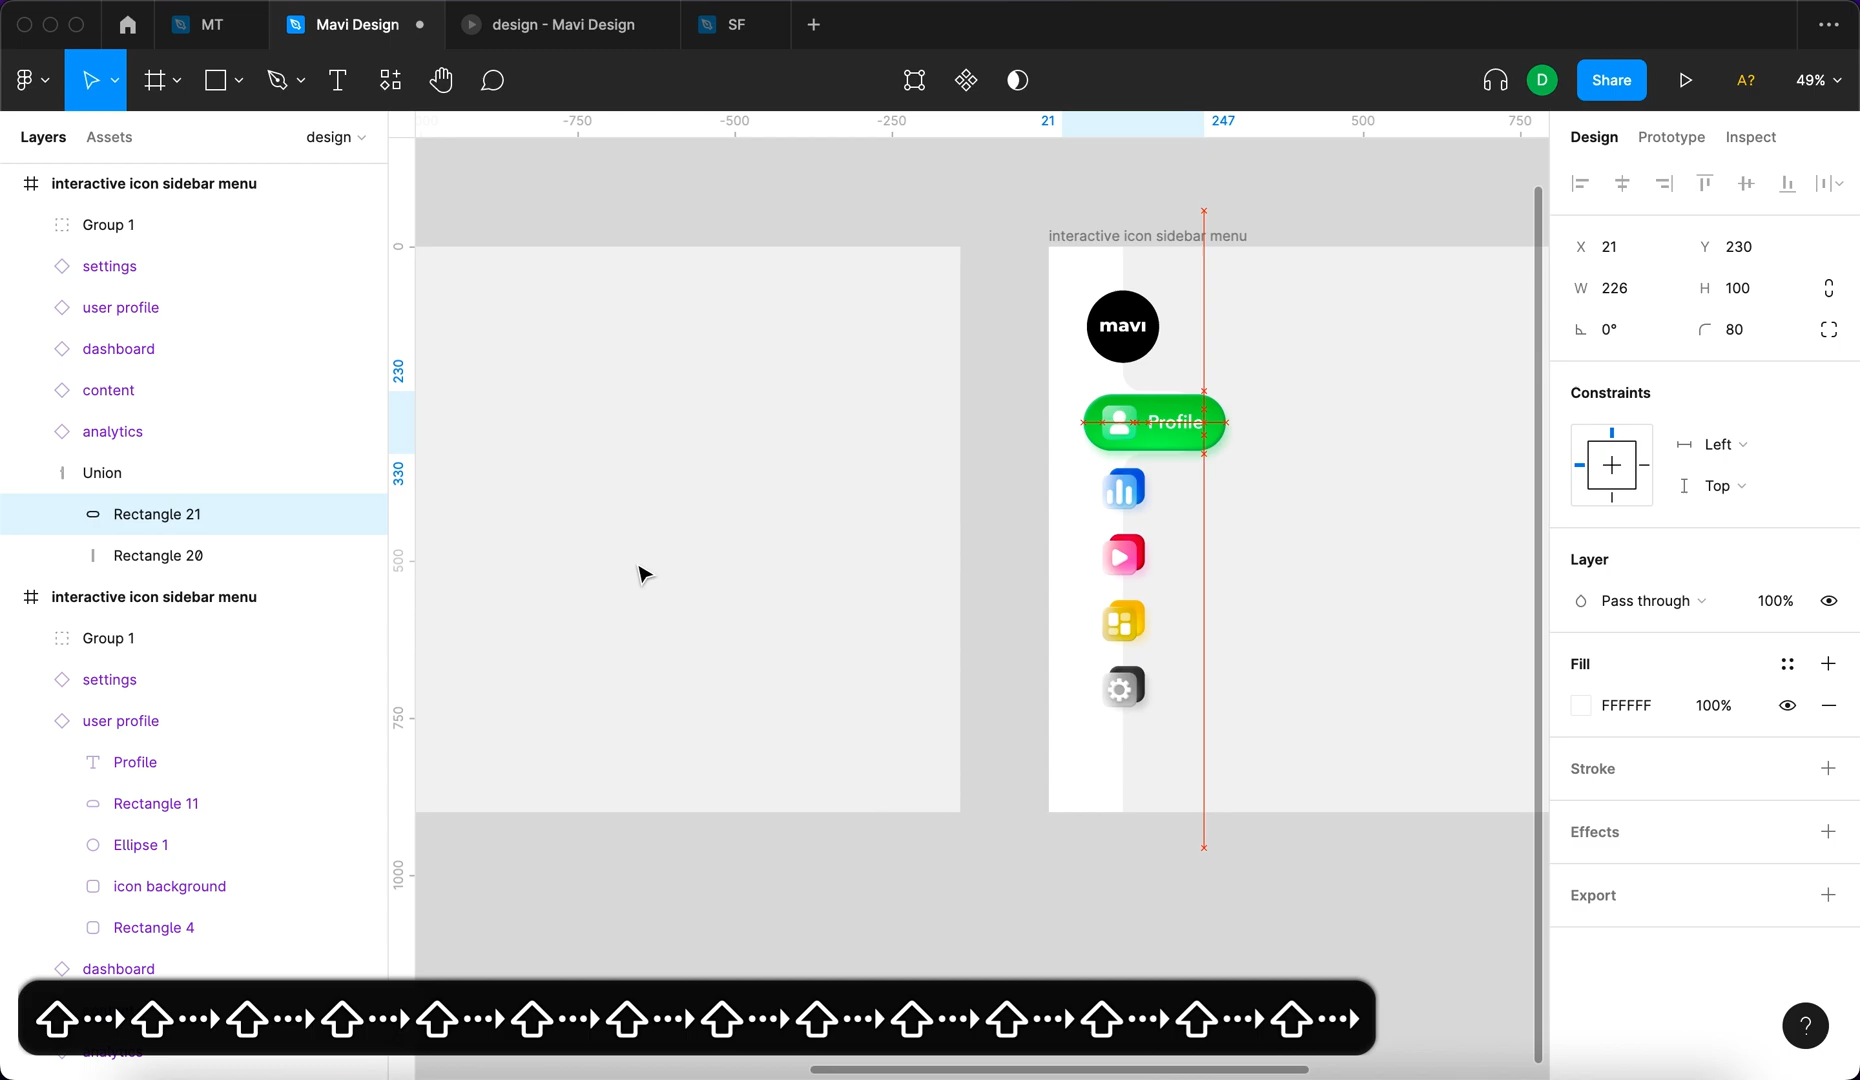 MT
Mavi Design
design - Mavi Design
SF
D
Share
A?
49%
Layers
Assets
design
-750
-500
-250
21
247
500
750
Design
Prototype
Inspect
interactive icon sidebar menu
Group 1
settings
user profile
dashboard
content
analytics
Union
Rectangle 21
Rectangle 20
interactive icon sidebar menu
Group 1
settings
user profile
Profile
Rectangle 11
Ellipse 1
icon background
Rectangle 4
dashboard
analytics
0
230
330
500
750
1000
interactive icon sidebar menu
mavi
Profile
X 21
Y 230
W 226
H 100
0°
80
Constraints
Left
Top
Layer
Pass through
100%
Fill
FFFFFF
100%
Stroke
Effects
Export
?